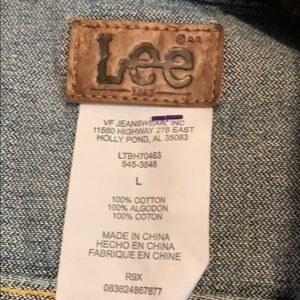 Lee
1889
VF JEANSWEAR, INC
11550 HIGHWAY 278 EAST
HOLLY POND, AL 35083
LTBH70463
545-3848
L
100% COTTON
100% ALGODON
100% COTON
MADE IN CHINA
HECHO EN CHINA
FABRIQUE EN CHINE
R9X
083624867877